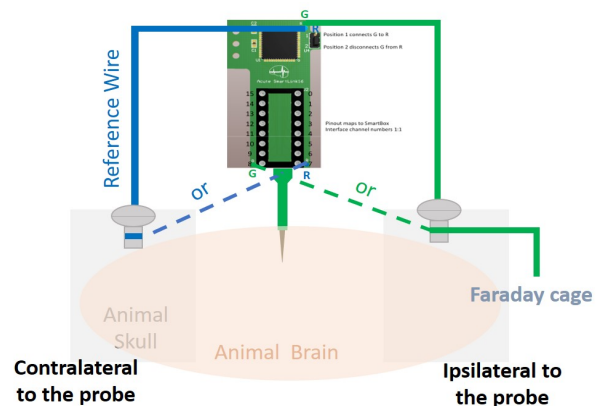 G
R
Position 1 connects G to R
Position 2 disconnects G from R
Reference Wire
Acute SmartLink16
15
14
13
12
11
10
9
8
0
1
2
3
4
5
6
7
Pinout maps to SmartBox
Interface channel numbers 1:1
G
R
or
or
Faraday cage
Animal
Skull
Animal Brain
Contralateral
to the probe
Ipsilateral to
the probe